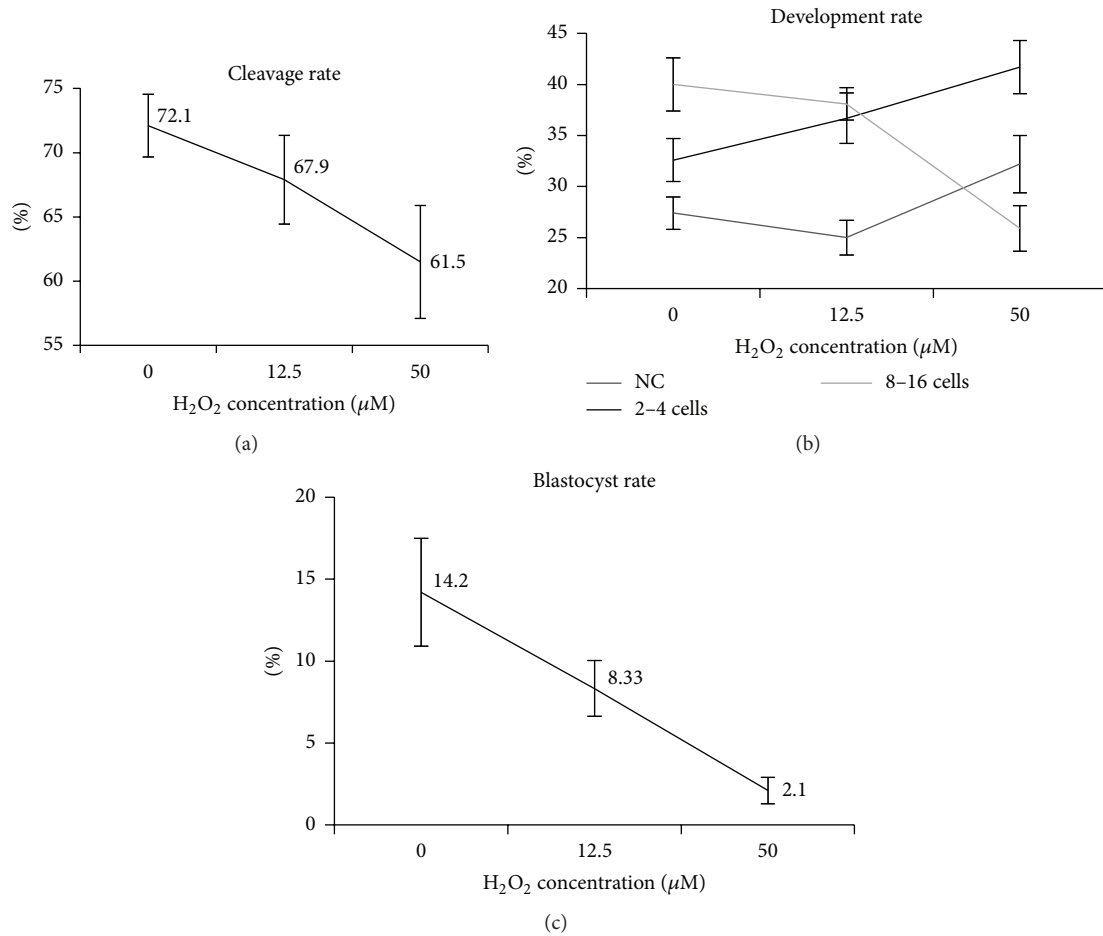 Cleavage rate
75
70
65
60
55
(%)
72.1
67.9
61.5
0 12.5 50
H₂O₂ concentration (μM)
(a)
Development rate
45
40
35
30
25
20
(%)
0 12.5 50
H₂O₂ concentration (μM)
NC 8–16 cells
2–4 cells
(b)
Blastocyst rate
20
15
10
5
0
(%)
14.2
8.33
2.1
0 12.5 50
H₂O₂ concentration (μM)
(c)